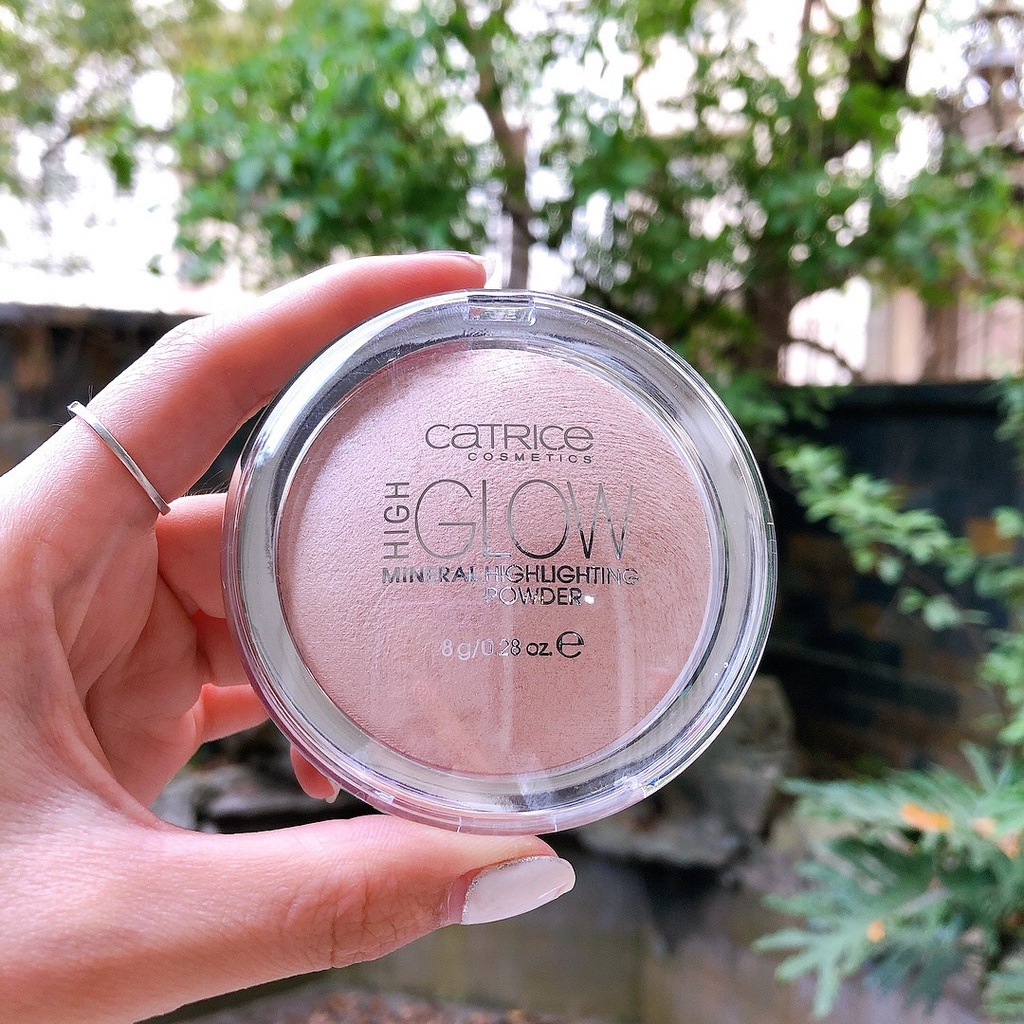 CATRICE
COSMETICS
HIGH
GLOW
MINERAL HIGHLIGHTING
POWDER
8 g/0.28 oz. ℮